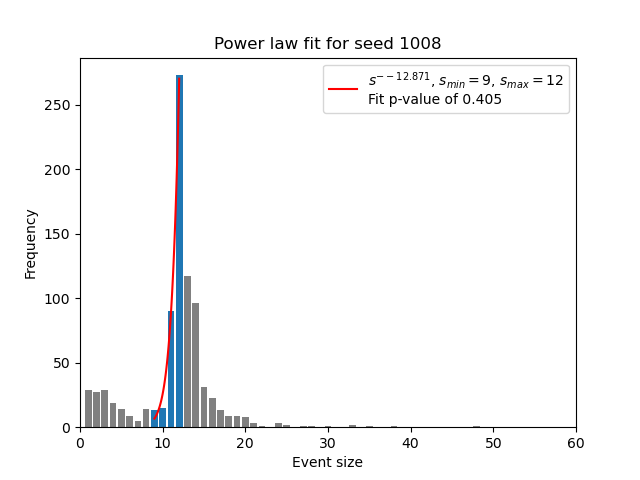 Power law fit for seed 1008
s^{--12.871}, s_{min} = 9, s_{max} = 12
Fit p-value of 0.405
Frequency
250
200
150
100
50
0
0 10 20 30 40 50 60
Event size